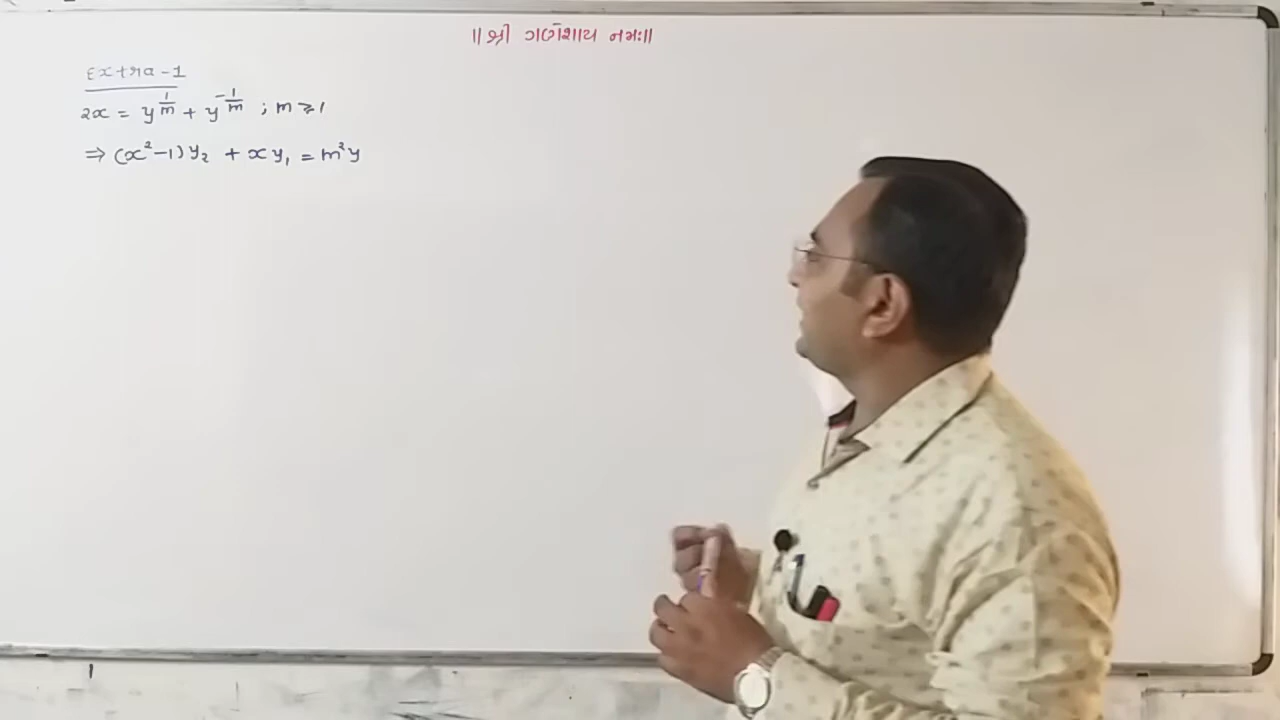 ॥ શ્રી ગણેશાય નમઃ॥
Extra-1
2x = y^{1/m} + y^{-1/m} ; m ≥ 1
⇒ (x²-1) y₂ + x y₁ = m² y